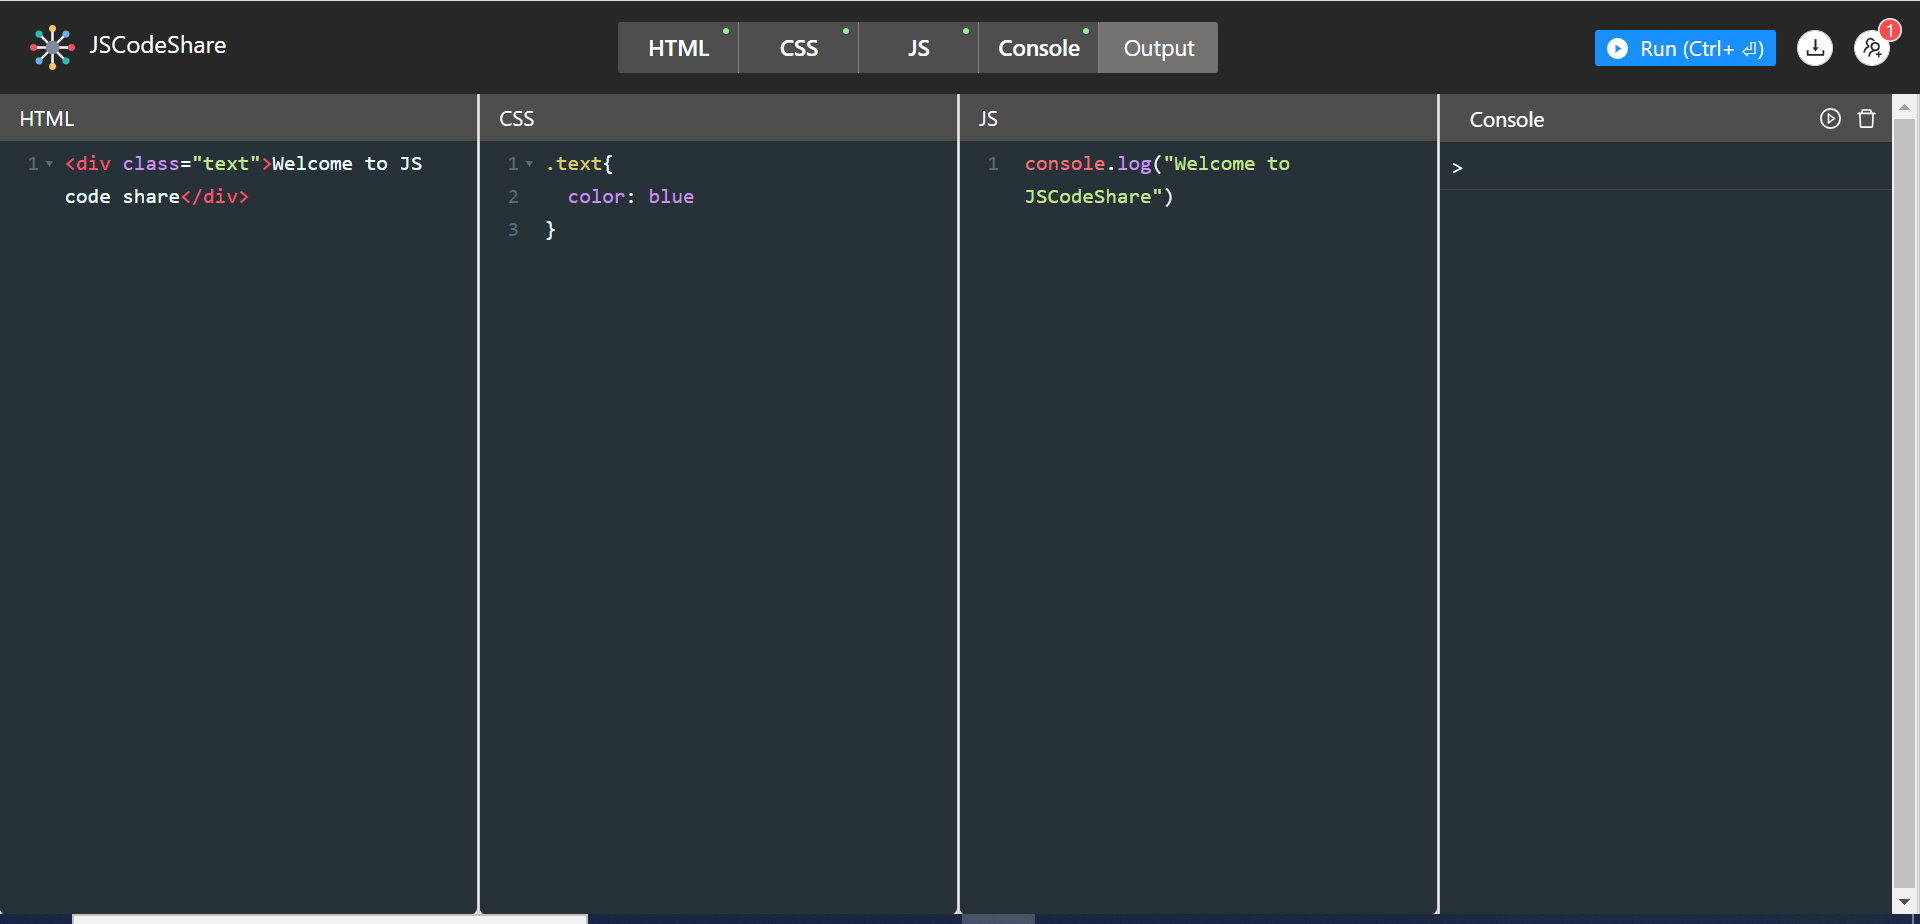 JSCodeShare
HTML
CSS
JS
Console
Output
Run (Ctrl+ ⏎)
1
HTML
1 <div class="text">Welcome to JS
code share</div>
CSS
1 .text{
2 color: blue
3 }
JS
1 console.log("Welcome to
JSCodeShare")
Console
>